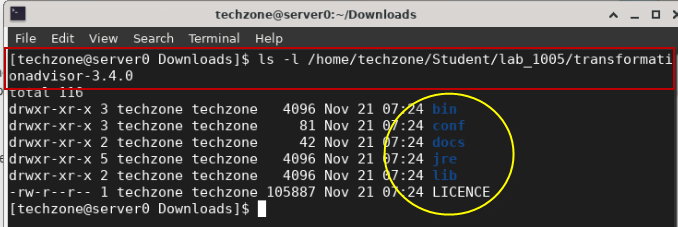 techzone@server0:~/Downloads
File Edit View Search Terminal Help
[techzone@server0 Downloads]$ ls -l /home/techzone/Student/lab_1005/transformati
onadvisor-3.4.0
total 116
drwxr-xr-x 3 techzone techzone   4096 Nov 21 07:24 bin
drwxr-xr-x 3 techzone techzone     81 Nov 21 07:24 conf
drwxr-xr-x 2 techzone techzone     42 Nov 21 07:24 docs
drwxr-xr-x 5 techzone techzone   4096 Nov 21 07:24 jre
drwxr-xr-x 2 techzone techzone   4096 Nov 21 07:24 lib
-rw-r--r-- 1 techzone techzone 105887 Nov 21 07:24 LICENCE
[techzone@server0 Downloads]$